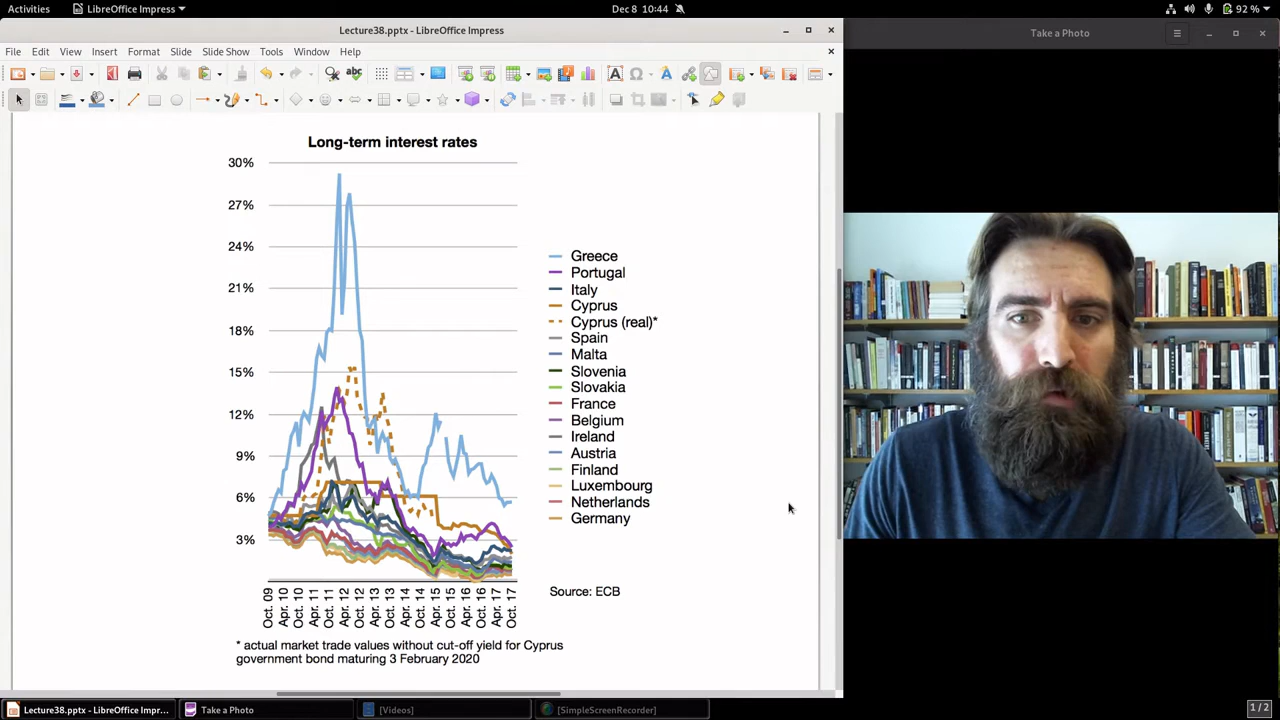 Activities LibreOffice Impress Dec 8 10:44 92 %
Lecture38.pptx - LibreOffice Impress
Take a Photo
File Edit View Insert Format Slide Slide Show Tools Window Help
Long-term interest rates
30%
27%
24%
21%
18%
15%
12%
9%
6%
3%
Greece
Portugal
Italy
Cyprus
Cyprus (real)*
Spain
Malta
Slovenia
Slovakia
France
Belgium
Ireland
Austria
Finland
Luxembourg
Netherlands
Germany
Oct. 09
Apr. 10
Oct. 10
Apr. 11
Oct. 11
Apr. 12
Oct. 12
Apr. 13
Oct. 13
Apr. 14
Oct. 14
Apr. 15
Oct. 15
Apr. 16
Oct. 16
Apr. 17
Oct. 17
Source: ECB
* actual market trade values without cut-off yield for Cyprus
government bond maturing 3 February 2020
Lecture38.pptx - LibreOffice Impr... Take a Photo [Videos] [SimpleScreenRecorder] 1 / 2